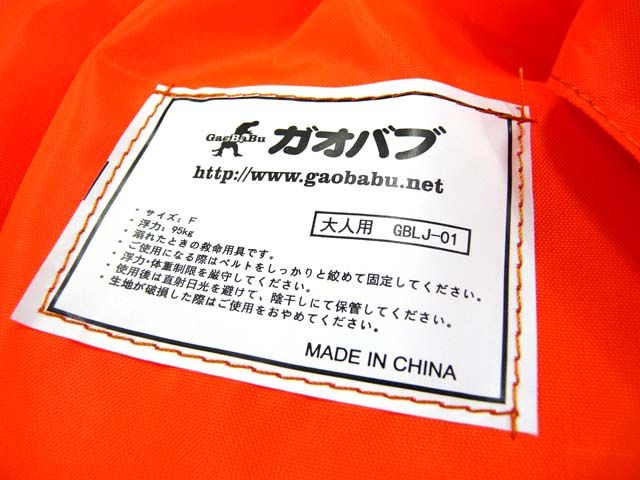 GaoBaBu ガオバブ
http://www.gaobabu.net
大人用 GBLJ-01
・サイズ：F
・浮力：95kg
・溺れたときの救命用具です。
・ご使用になる際はベルトをしっかりと絞めて固定してください。
・浮力・体重制限を厳守してください。
・使用後は直射日光を避けて、陰干しにて保管してください。
・生地が破損した際はご使用をおやめてください。
MADE IN CHINA